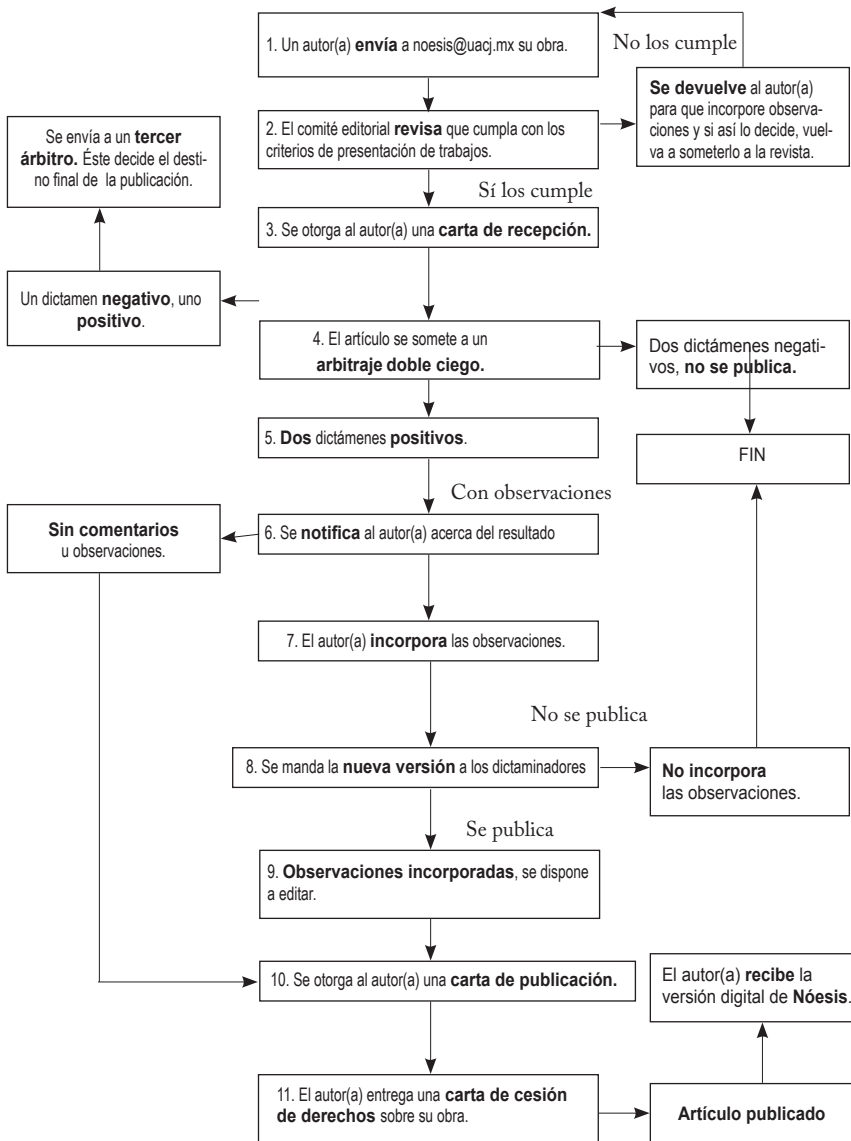 1. Un autor(a) envía a noesis@uacj.mx su obra.
No los cumple
Se devuelve al autor(a)
para que incorpore observa-
ciones y si así lo decide, vuel-
va a someterlo a la revista.
2. El comité editorial revisa que cumpla con los
criterios de presentación de trabajos.
Se envía a un tercer
árbitro. Éste decide el desti-
no final de la publicación.
Sí los cumple
3. Se otorga al autor(a) una carta de recepción.
Un dictamen negativo, uno
positivo.
4. El artículo se somete a un
arbitraje doble ciego.
Dos dictámenes negati-
vos, no se publica.
5. Dos dictámenes positivos.
FIN
Con observaciones
Sin comentarios
u observaciones.
6. Se notifica al autor(a) acerca del resultado
7. El autor(a) incorpora las observaciones.
No se publica
8. Se manda la nueva versión a los dictaminadores
No incorpora
las observaciones.
Se publica
9. Observaciones incorporadas, se dispone
a editar.
10. Se otorga al autor(a) una carta de publicación.
El autor(a) recibe la
versión digital de Nóesis.
11. El autor(a) entrega una carta de cesión
de derechos sobre su obra.
Artículo publicado